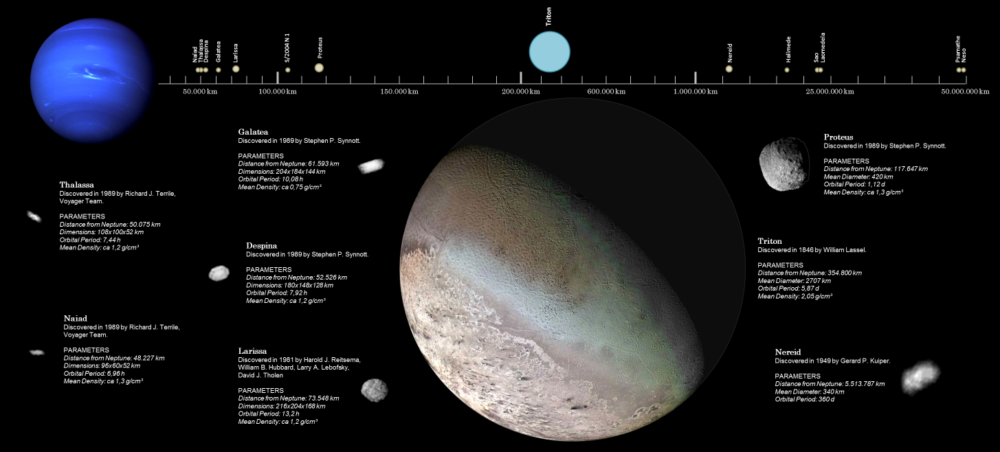 Naiad
Thalassa
Despina
Galatea
Larissa
S/2004 N 1
Proteus
Triton
Nereid
Halimede
Sao
Laomedeia
Psamathe
Neso
50.000 km
100.000 km
150.000 km
200.0000 km
600.000 km
1.000.000 km
25.000.000 km
50.000.000 km
Galatea
Discovered in 1989 by Stephen P. Synnott.
PARAMETERS
Distance from Neptune: 61.593 km
Dimensions: 204x184x144 km
Orbital Period: 10,08 h
Mean Density: ca 0,75 g/cm³
Proteus
Discovered in 1989 by Stephen P. Synnott.
PARAMETERS
Distance from Neptune: 117.647 km
Mean Diameter: 420 km
Orbital Period: 1,12 d
Mean Density: ca 1,3 g/cm³
Thalassa
Discovered in 1989 by Richard J. Terrile,
Voyager Team.
PARAMETERS
Distance from Neptune: 50.075 km
Dimensions: 108x100x52 km
Orbital Period: 7,44 h
Mean Density: ca 1,2 g/cm³
Despina
Discovered in 1989 by Stephen P. Synnott.
PARAMETERS
Distance from Neptune: 52.526 km
Dimensions: 180x148x128 km
Orbital Period: 7,92 h
Mean Density: ca 1,2 g/cm³
Triton
Discovered in 1846 by William Lassel.
PARAMETERS
Distance from Neptune: 354.800 km
Mean Diameter: 2707 km
Orbital Period: 5,87 d
Mean Density: 2,05 g/cm³
Naiad
Discovered in 1989 by Richard J. Terrile,
Voyager Team.
PARAMETERS
Distance from Neptune: 48.227 km
Dimensions: 96x60x52 km
Orbital Period: 6,96 h
Mean Density: ca 1,3 g/cm³
Larissa
Discovered in 1981 by Harold J. Reitsema,
William B. Hubbard, Larry A. Lebofsky,
David J. Tholen
PARAMETERS
Distance from Neptune: 73.548 km
Dimensions: 216x204x168 km
Orbital Period: 13,2 h
Mean Density: ca 1,2 g/cm³
Nereid
Discovered in 1949 by Gerard P. Kuiper.
PARAMETERS
Distance from Neptune: 5.513.787 km
Mean Diameter: 340 km
Orbital Period: 360 d